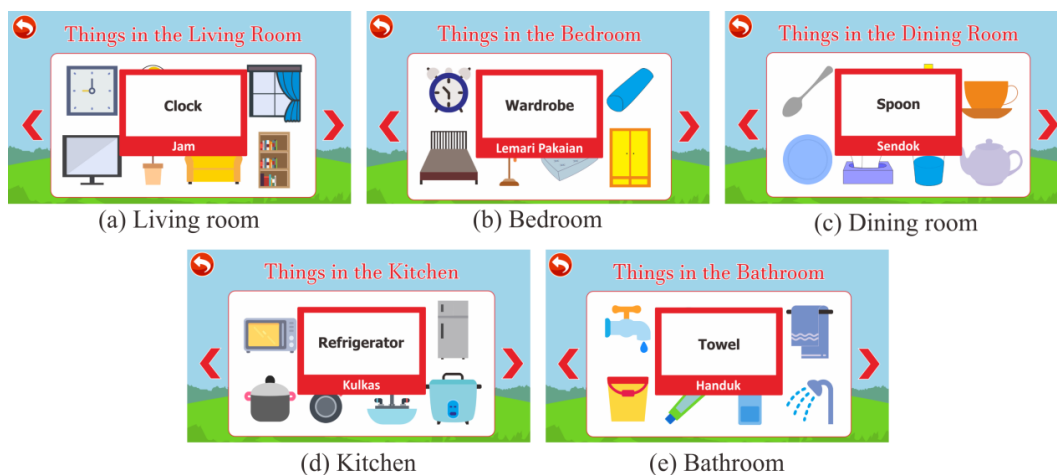 Things in the Living Room
Clock
Jam
(a) Living room
Things in the Bedroom
Wardrobe
Lemari Pakaian
(b) Bedroom
Things in the Dining Room
Spoon
Sendok
(c) Dining room
Things in the Kitchen
Refrigerator
Kulkas
(d) Kitchen
Things in the Bathroom
Towel
Handuk
(e) Bathroom